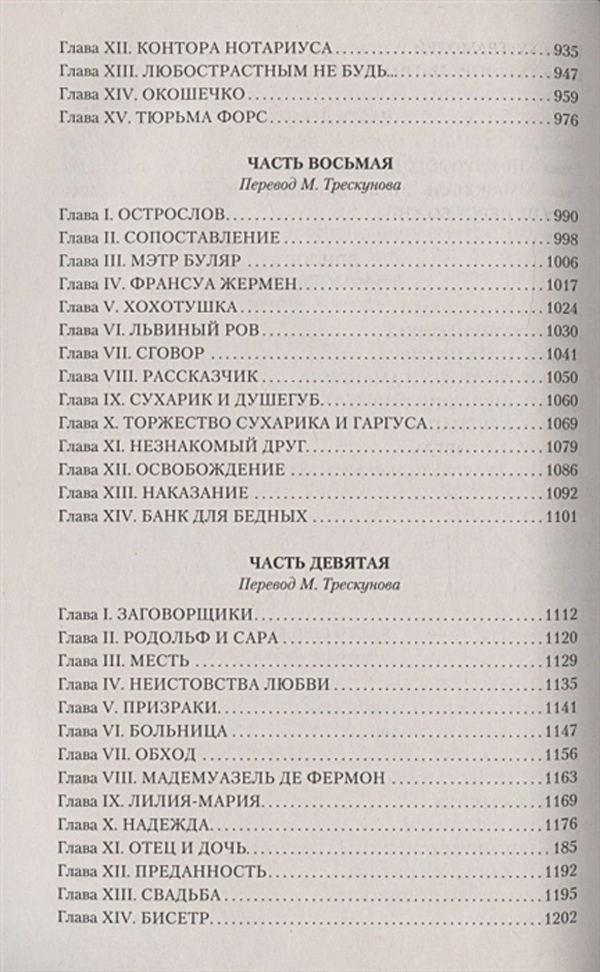 Глава XII. КОНТОРА НОТАРИУСА 935
Глава XIII. ЛЮБОСТРАСТНЫМ НЕ БУДЬ... 947
Глава XIV. ОКОШЕЧКО 959
Глава XV. ТЮРЬМА ФОРС 976
ЧАСТЬ ВОСЬМАЯ
Перевод М. Трескунова
Глава I. ОСТРОСЛОВ 990
Глава II. СОПОСТАВЛЕНИЕ 998
Глава III. МЭТР БУЛЯР 1006
Глава IV. ФРАНСУА ЖЕРМЕН 1017
Глава V. ХОХОТУШКА 1024
Глава VI. ЛЬВИНЫЙ РОВ 1030
Глава VII. СГОВОР 1041
Глава VIII. РАССКАЗЧИК 1050
Глава IX. СУХАРИК И ДУШЕГУБ 1060
Глава X. ТОРЖЕСТВО СУХАРИКА И ГАРГУСА 1069
Глава XI. НЕЗНАКОМЫЙ ДРУГ 1079
Глава XII. ОСВОБОЖДЕНИЕ 1086
Глава XIII. НАКАЗАНИЕ 1092
Глава XIV. БАНК ДЛЯ БЕДНЫХ 1101
ЧАСТЬ ДЕВЯТАЯ
Перевод М. Трескунова
Глава I. ЗАГОВОРЩИКИ 1112
Глава II. РОДОЛЬФ И САРА 1120
Глава III. МЕСТЬ 1129
Глава IV. НЕИСТОВСТВА ЛЮБВИ 1135
Глава V. ПРИЗРАКИ 1141
Глава VI. БОЛЬНИЦА 1147
Глава VII. ОБХОД 1156
Глава VIII. МАДЕМУАЗЕЛЬ ДЕ ФЕРМОН 1163
Глава IX. ЛИЛИЯ-МАРИЯ 1169
Глава X. НАДЕЖДА 1176
Глава XI. ОТЕЦ И ДОЧЬ 185
Глава XII. ПРЕДАННОСТЬ 1192
Глава XIII. СВАДЬБА 1195
Глава XIV. БИСЕТР 1202